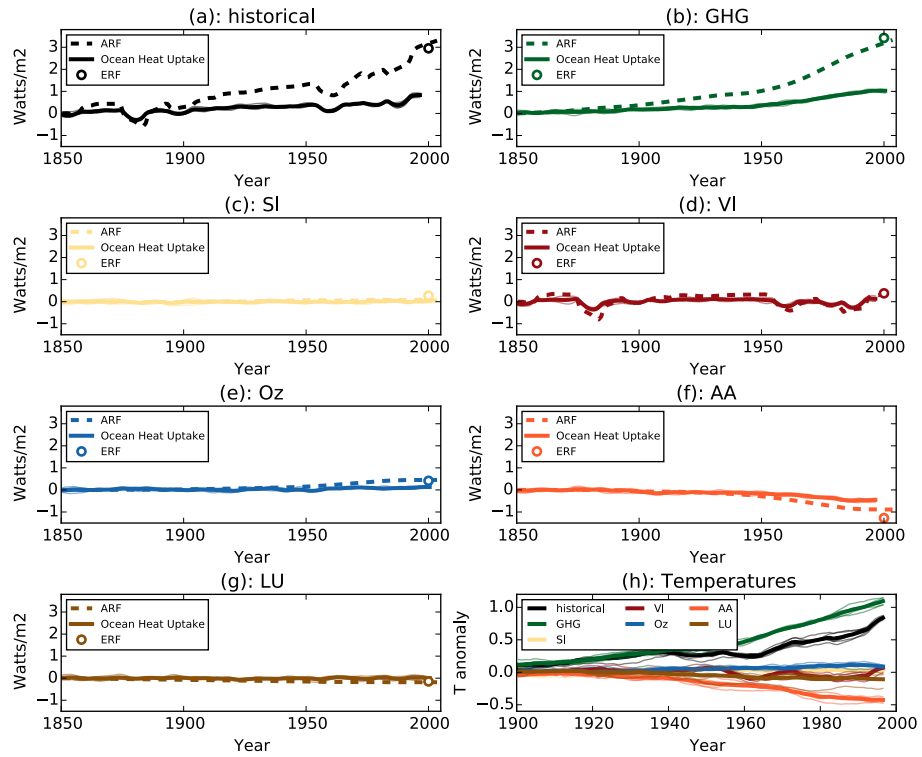 (a): historical
Watts/m2
3
2
1
0
−1
ARF
Ocean Heat Uptake
ERF
1850
1900
1950
2000
Year
(b): GHG
Watts/m2
3
2
1
0
−1
ARF
Ocean Heat Uptake
ERF
1850
1900
1950
2000
Year
(c): Sl
Watts/m2
3
2
1
0
−1
ARF
Ocean Heat Uptake
ERF
1850
1900
1950
2000
Year
(d): Vl
Watts/m2
3
2
1
0
−1
ARF
Ocean Heat Uptake
ERF
1850
1900
1950
2000
Year
(e): Oz
Watts/m2
3
2
1
0
−1
ARF
Ocean Heat Uptake
ERF
1850
1900
1950
2000
Year
(f): AA
Watts/m2
3
2
1
0
−1
ARF
Ocean Heat Uptake
ERF
1850
1900
1950
2000
Year
(g): LU
Watts/m2
3
2
1
0
−1
ARF
Ocean Heat Uptake
ERF
1850
1900
1950
2000
Year
(h): Temperatures
T anomaly
1.0
0.5
0.0
−0.5
historical
GHG
Sl
Vl
Oz
AA
LU
1900
1920
1940
1960
1980
2000
Year